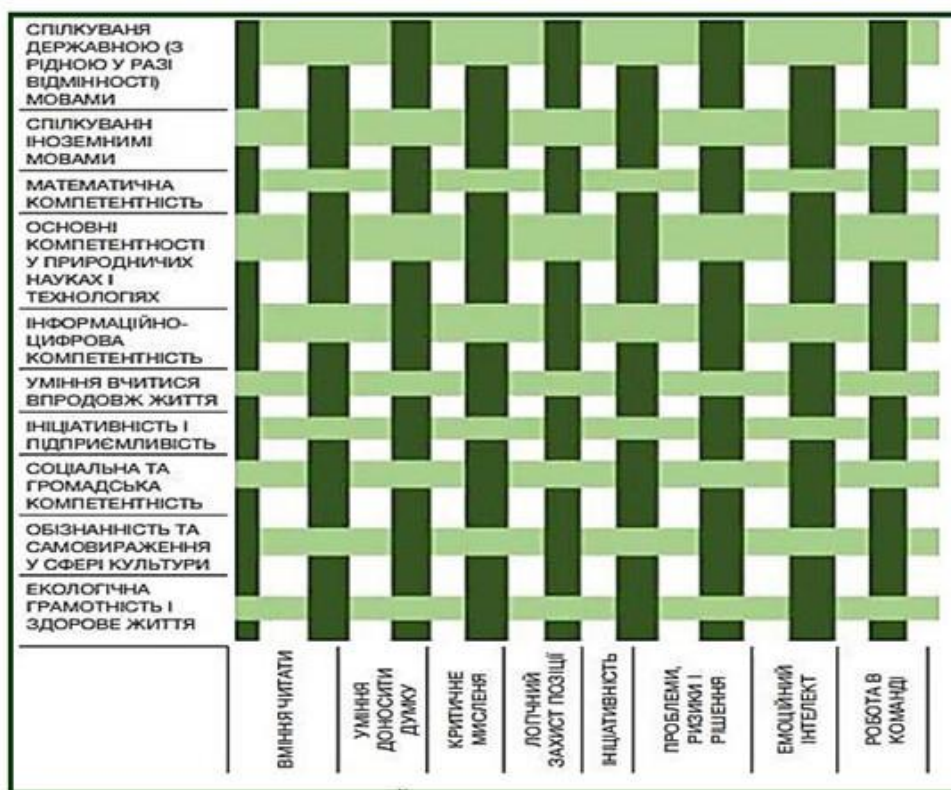 СПІЛКУВАНЯ
ДЕРЖАВНОЮ (З
РІДНОЮ У РАЗІ
ВІДМІННОСТІ)
МОВАМИ
СПІЛКУВАНН
ІНОЗЕМНИМІ
МОВАМИ
МАТЕМАТИЧНА
КОМПЕТЕНТНІСТЬ
ОСНОВНІ
КОМПЕТЕНТНОСТІ
У ПРИРОДНИЧИХ
НАУКАХ І
ТЕХНОЛОГІЯХ
ІНФОРМАЦІЙНО-
ЦИФРОВА
КОМПЕТЕНТНІСТЬ
УМІННЯ ВЧИТИСЯ
ВПРОДОВЖ ЖИТТЯ
ІНІЦІАТИВНІСТЬ І
ПІДПРИЄМЛИВІСТЬ
СОЦІАЛЬНА ТА
ГРОМАДСЬКА
КОМПЕТЕНТНІСТЬ
ОБІЗНАННІСТЬ ТА
САМОВИРАЖЕННЯ
У СФЕРІ КУЛЬТУРИ
ЕКОЛОГІЧНА
ГРАМОТНІСТЬ І
ЗДОРОВЕ ЖИТТЯ
ВМІННЯ ЧИТАТИ
УМІННЯ
ДОНОСИТИ
ДУМКУ
КРИТИЧНЕ
МИСЛЕНЯ
ЛОГІЧНИЙ
ЗАХИСТ ПОЗИЦІЇ
ІНІЦІАТИВНІСТЬ
ПРОБЛЕМИ,
РИЗИКИ І
РІШЕННЯ
ЕМОЦІЙНИЙ
ІНТЕЛЕКТ
РОБОТА В
КОМАНДІ